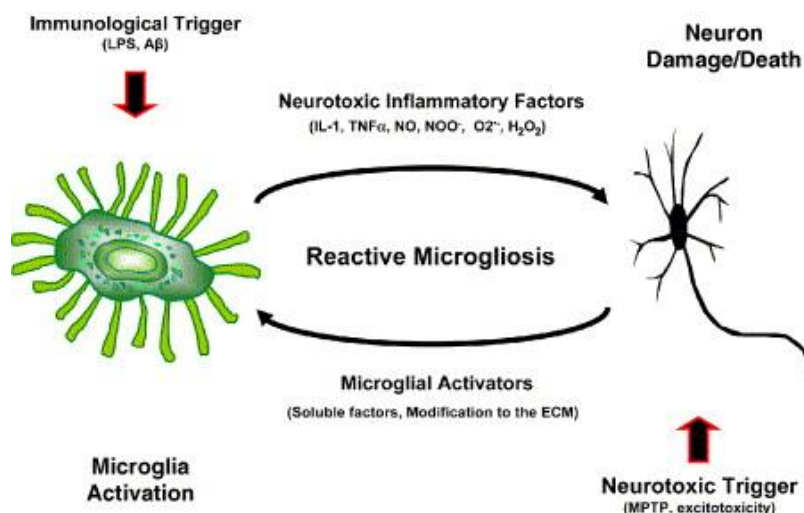 Immunological Trigger
(LPS, Aβ)
Neuron
Damage/Death
Neurotoxic Inflammatory Factors
(IL-1, TNFα, NO, NOO⁻, O2⁻·, H₂O₂)
Reactive Microgliosis
Microglial Activators
(Soluble factors, Modification to the ECM)
Microglia
Activation
Neurotoxic Trigger
(MPTP, excitotoxicity)